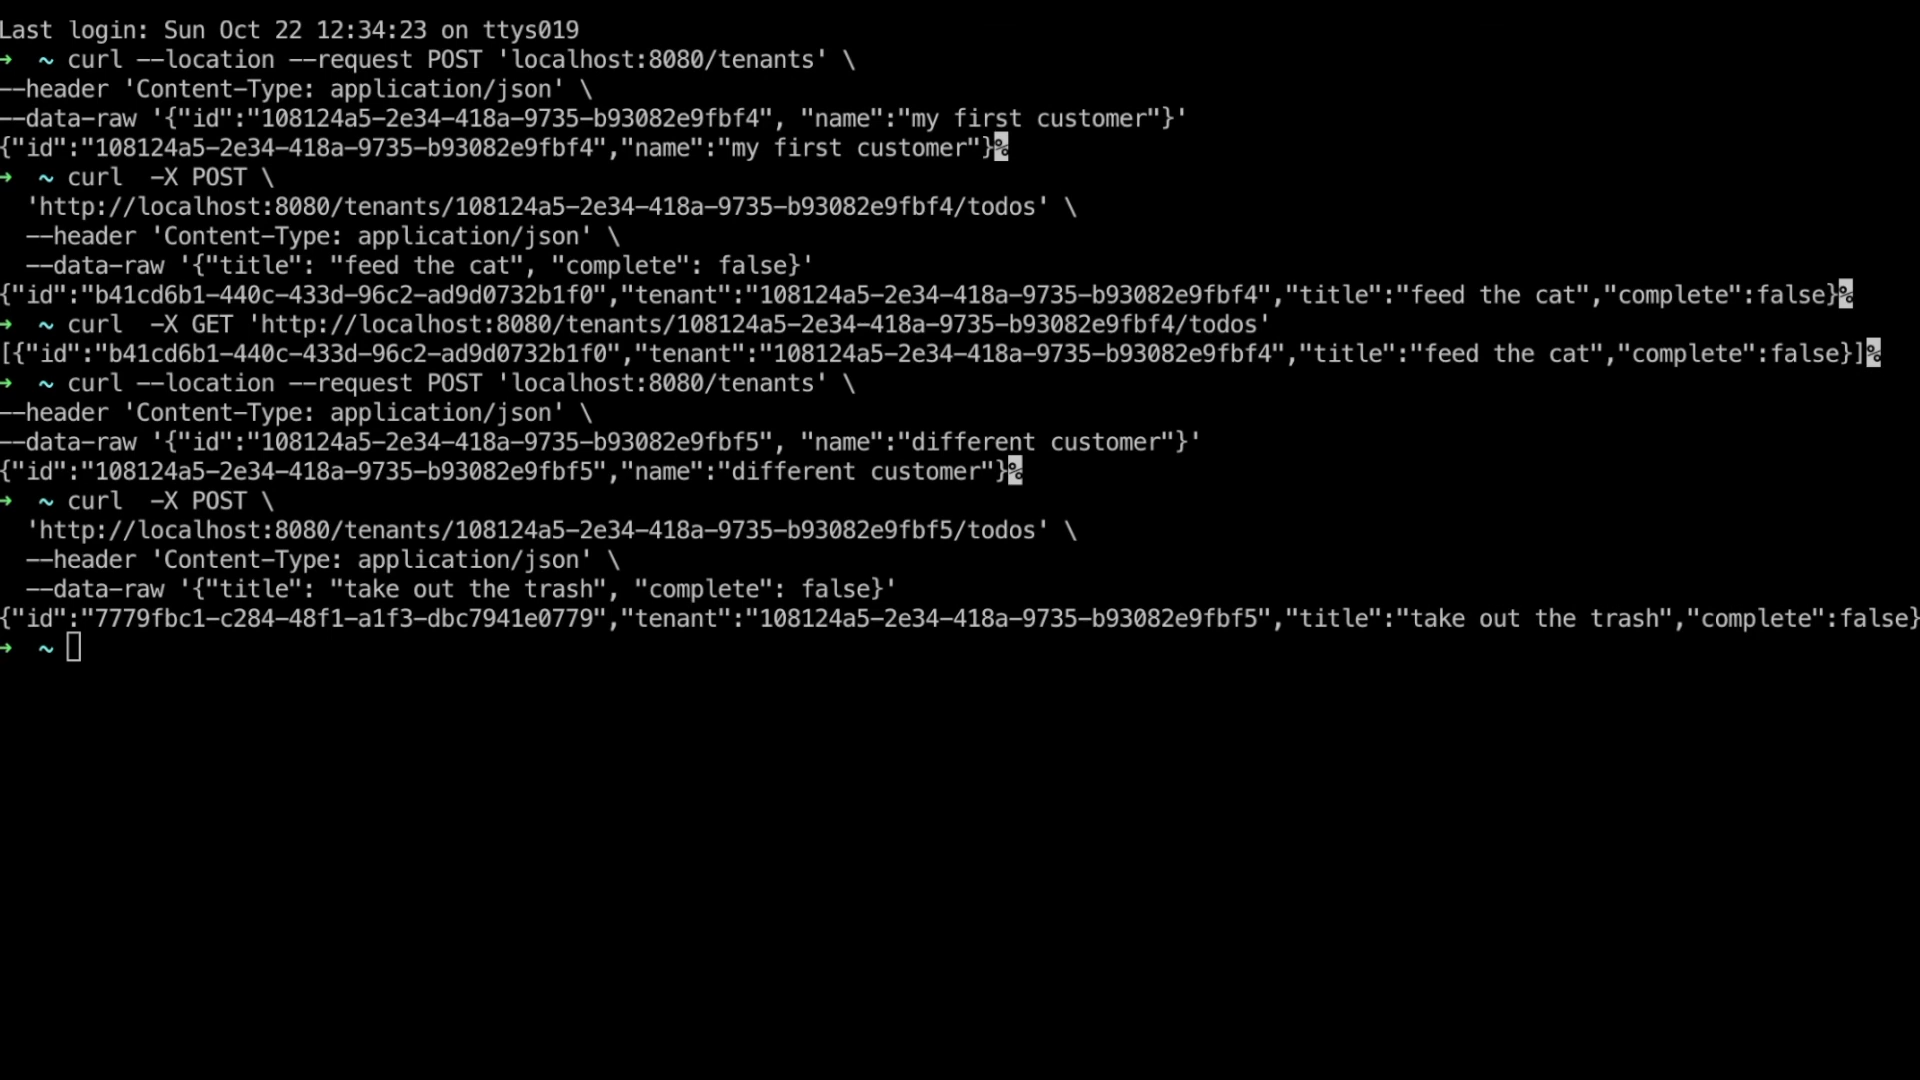 Last login: Sun Oct 22 12:34:23 on ttys019
➜  ~ curl --location --request POST 'localhost:8080/tenants' \
--header 'Content-Type: application/json' \
--data-raw '{"id":"108124a5-2e34-418a-9735-b93082e9fbf4", "name":"my first customer"}'
{"id":"108124a5-2e34-418a-9735-b93082e9fbf4","name":"my first customer"}%
➜  ~ curl  -X POST \
  'http://localhost:8080/tenants/108124a5-2e34-418a-9735-b93082e9fbf4/todos' \
  --header 'Content-Type: application/json' \
  --data-raw '{"title": "feed the cat", "complete": false}'
{"id":"b41cd6b1-440c-433d-96c2-ad9d0732b1f0","tenant":"108124a5-2e34-418a-9735-b93082e9fbf4","title":"feed the cat","complete":false}%
➜  ~ curl  -X GET 'http://localhost:8080/tenants/108124a5-2e34-418a-9735-b93082e9fbf4/todos'
[{"id":"b41cd6b1-440c-433d-96c2-ad9d0732b1f0","tenant":"108124a5-2e34-418a-9735-b93082e9fbf4","title":"feed the cat","complete":false}]%
➜  ~ curl --location --request POST 'localhost:8080/tenants' \
--header 'Content-Type: application/json' \
--data-raw '{"id":"108124a5-2e34-418a-9735-b93082e9fbf5", "name":"different customer"}'
{"id":"108124a5-2e34-418a-9735-b93082e9fbf5","name":"different customer"}%
➜  ~ curl  -X POST \
  'http://localhost:8080/tenants/108124a5-2e34-418a-9735-b93082e9fbf5/todos' \
  --header 'Content-Type: application/json' \
  --data-raw '{"title": "take out the trash", "complete": false}'
{"id":"7779fbc1-c284-48f1-a1f3-dbc7941e0779","tenant":"108124a5-2e34-418a-9735-b93082e9fbf5","title":"take out the trash","complete":false}
➜  ~